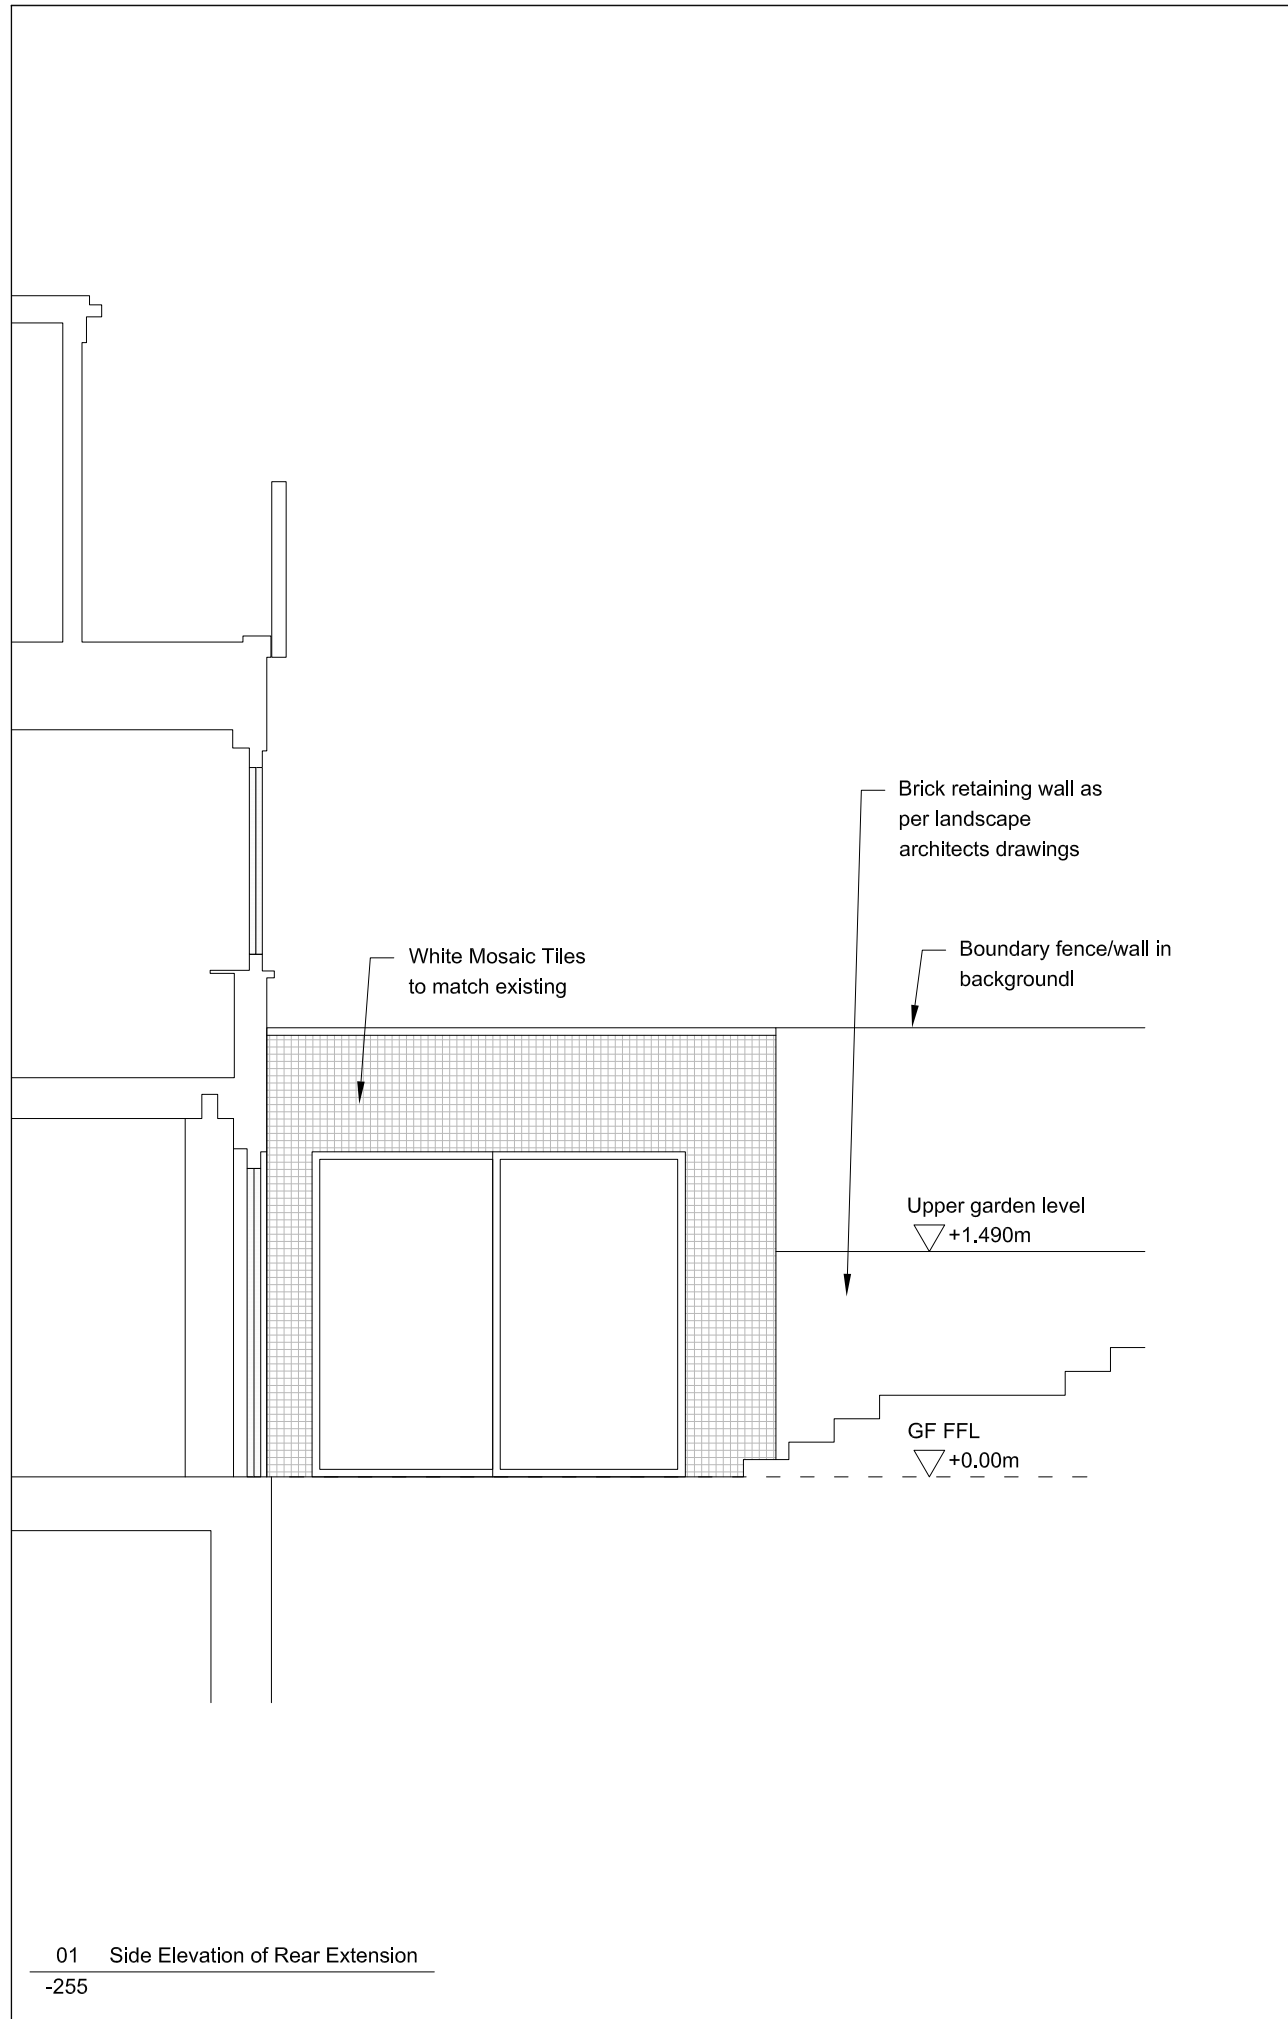 Brick retaining wall as
per landscape
architects drawings
White Mosaic Tiles
to match existing
Boundary fence/wall in
backgroundl
Upper garden level
+1.490m
GF FFL
+0.00m
01 Side Elevation of Rear Extension
-255